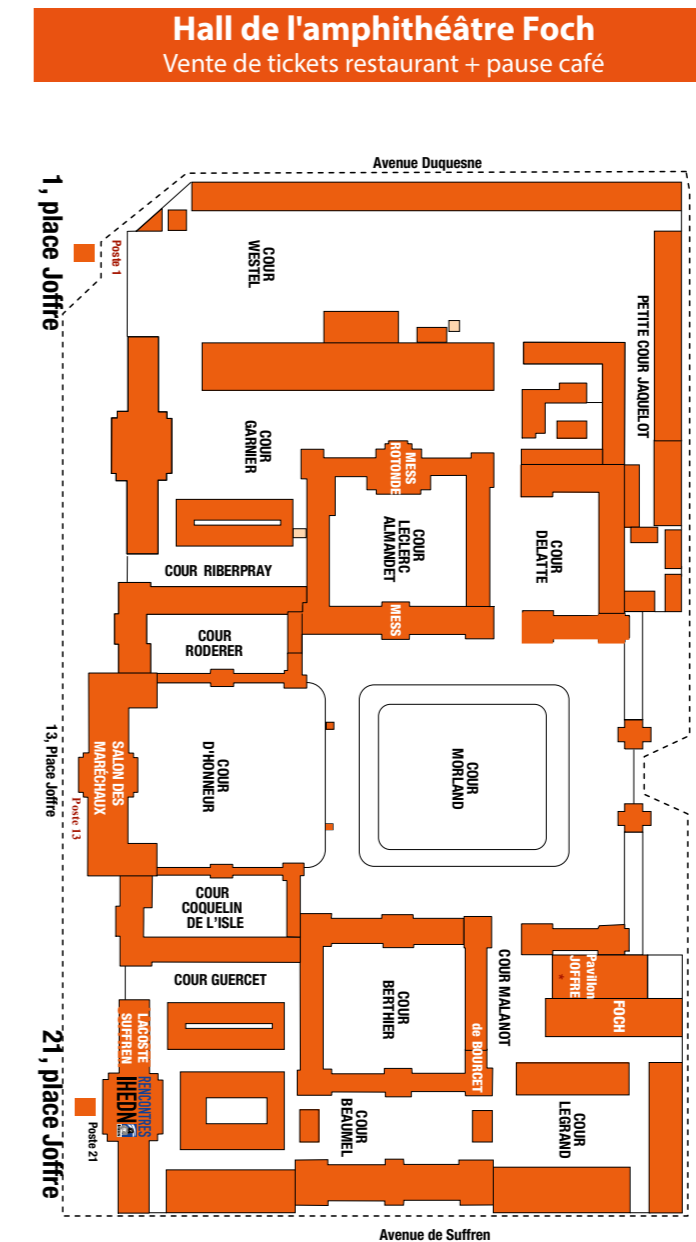 Hall de l'amphithéâtre Foch
Vente de tickets restaurant + pause café
Avenue Duquesne
1, place Joffre
Poste 1
COUR
WESTEL
PETITE COUR JAQUELOT
COUR
GARNIER
MESS
ROTONDE
COUR
LECLERC
ALMANDET
COUR
DELATTE
COUR RIBERPRAY
MESS
COUR
RODERER
13, Place Joffre
SALON DES
MARÉCHAUX
Poste 13
COUR
D'HONNEUR
COUR
MORLAND
COUR
COQUELIN
DE L'ISLE
COUR GUERCET
COUR
BERTHIER
COUR MALANOT
de BOURCET
Pavillon
JOFFRE
*
FOCH
21, place Joffre
LACOSTE
SUFFREN
RENCONTRES
IHEDN
Poste 21
COUR
BEAUMEL
COUR
LEGRAND
Avenue de Suffren